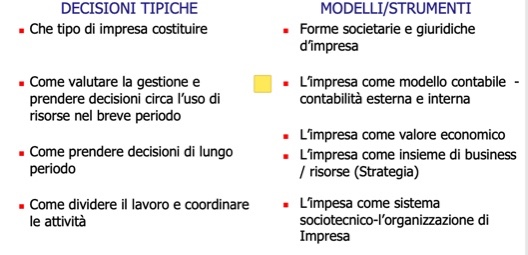 DECISIONI TIPICHE
Che tipo di impresa costituire
Come valutare la gestione e
prendere decisioni circa l'uso di
risorse nel breve periodo
Come prendere decisioni di lungo
periodo
Come dividere il lavoro e coordinare
le attività
MODELLI/STRUMENTI
Forme societarie e giuridiche
d'impresa
L'impresa come modello contabile -
contabilità esterna e interna
L'impresa come valore economico
L'impresa come insieme di business
/ risorse (Strategia)
L'impesa come sistema
sociotecnico-l'organizzazione di
Impresa